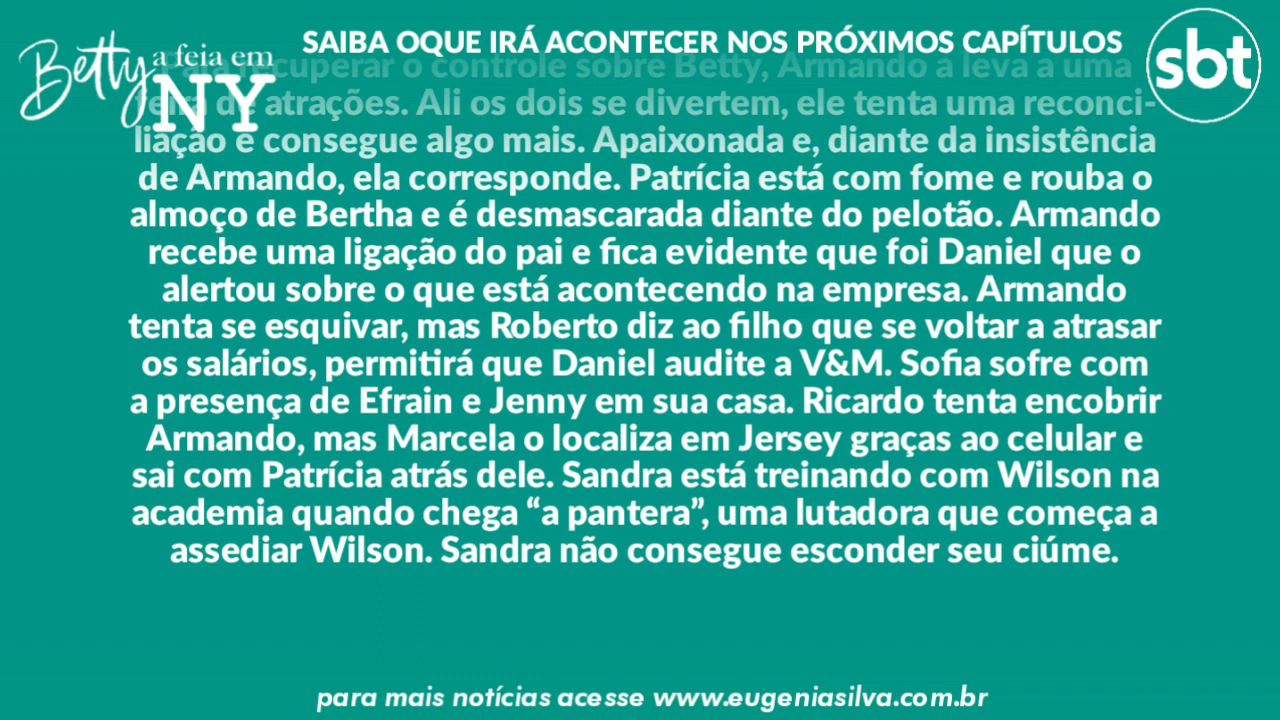 SAIBA OQUE IRÁ ACONTECER NOS PRÓXIMOS CAPÍTULOS
Betty a feia em
NY
sbt
recuperar o controle sobre Betty, Armando a leva a uma
feira de atrações. Ali os dois se divertem, ele tenta uma reconci-
liação e consegue algo mais. Apaixonada e, diante da insistência
de Armando, ela corresponde. Patrícia está com fome e rouba o
almoço de Bertha e é desmascarada diante do pelotão. Armando
recebe uma ligação do pai e fica evidente que foi Daniel que o
alertou sobre o que está acontecendo na empresa. Armando
tenta se esquivar, mas Roberto diz ao filho que se voltar a atrasar
os salários, permitirá que Daniel audite a V&M. Sofia sofre com
a presença de Efrain e Jenny em sua casa. Ricardo tenta encobrir
Armando, mas Marcela o localiza em Jersey graças ao celular e
sai com Patrícia atrás dele. Sandra está treinando com Wilson na
academia quando chega “a pantera”, uma lutadora que começa a
assediar Wilson. Sandra não consegue esconder seu ciúme.
para mais notícias acesse www.eugeniasilva.com.br